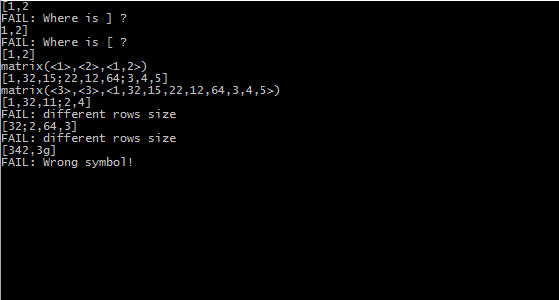 [1,2
FAIL: Where is ] ?
1,2]
FAIL: Where is [ ?
[1,2]
matrix(<1>,<2>,<1,2>)
[1,32,15;22,12,64;3,4,5]
matrix(<3>,<3>,<1,32,15,22,12,64,3,4,5>)
[1,32,11;2,4]
FAIL: different rows size
[32;2,64,3]
FAIL: different rows size
[342,3g]
FAIL: Wrong symbol!